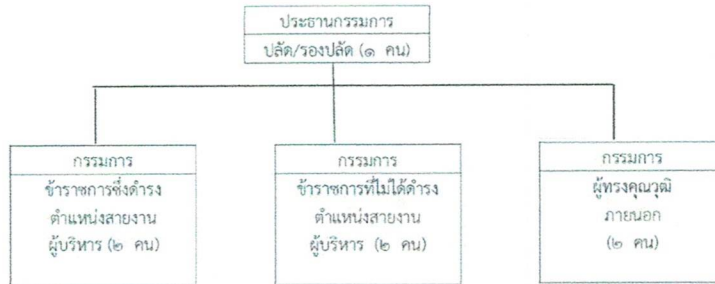 ประธานกรรมการ
ปลัด/รองปลัด (๑ คน)
กรรมการ
ข้าราชการซึ่งดำรง
ตำแหน่งสายงาน
ผู้บริหาร (๒ คน)
กรรมการ
ข้าราชการที่ไม่ได้ดำรง
ตำแหน่งสายงาน
ผู้บริหาร (๒ คน)
กรรมการ
ผู้ทรงคุณวุฒิ
ภายนอก
(๒ คน)